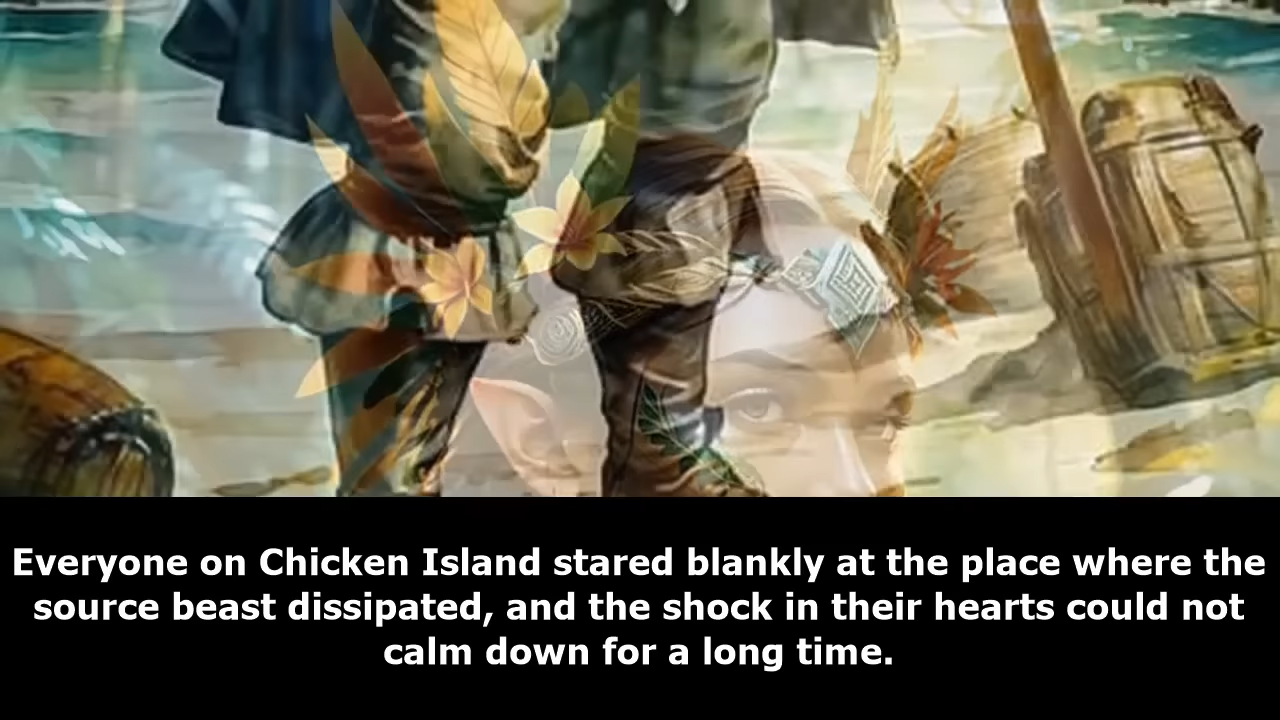 Everyone on Chicken Island stared blankly at the place where the
source beast dissipated, and the shock in their hearts could not
calm down for a long time.